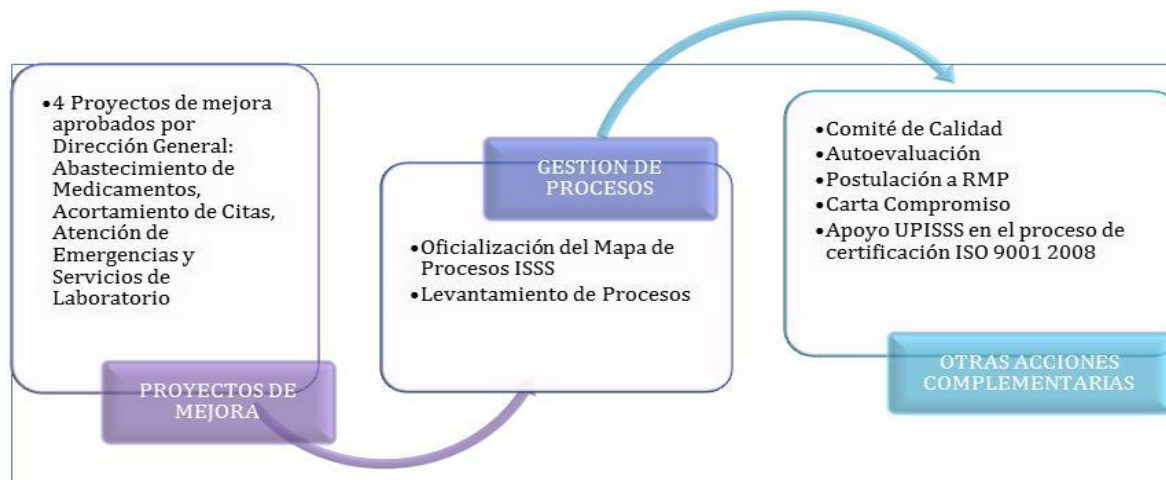 •4 Proyectos de mejora
aprobados por
Dirección General:
Abastecimiento de
Medicamentos,
Acortamiento de Citas,
Atención de
Emergencias y
Servicios de
Laboratorio
PROYECTOS DE
MEJORA
GESTION DE
PROCESOS
•Oficialización del Mapa de
Procesos ISSS
•Levantamiento de Procesos
•Comité de Calidad
•Autoevaluación
•Postulación a RMP
•Carta Compromiso
•Apoyo UPISSS en el proceso de
certificación ISO 9001 2008
OTRAS ACCIONES
COMPLEMENTARIAS